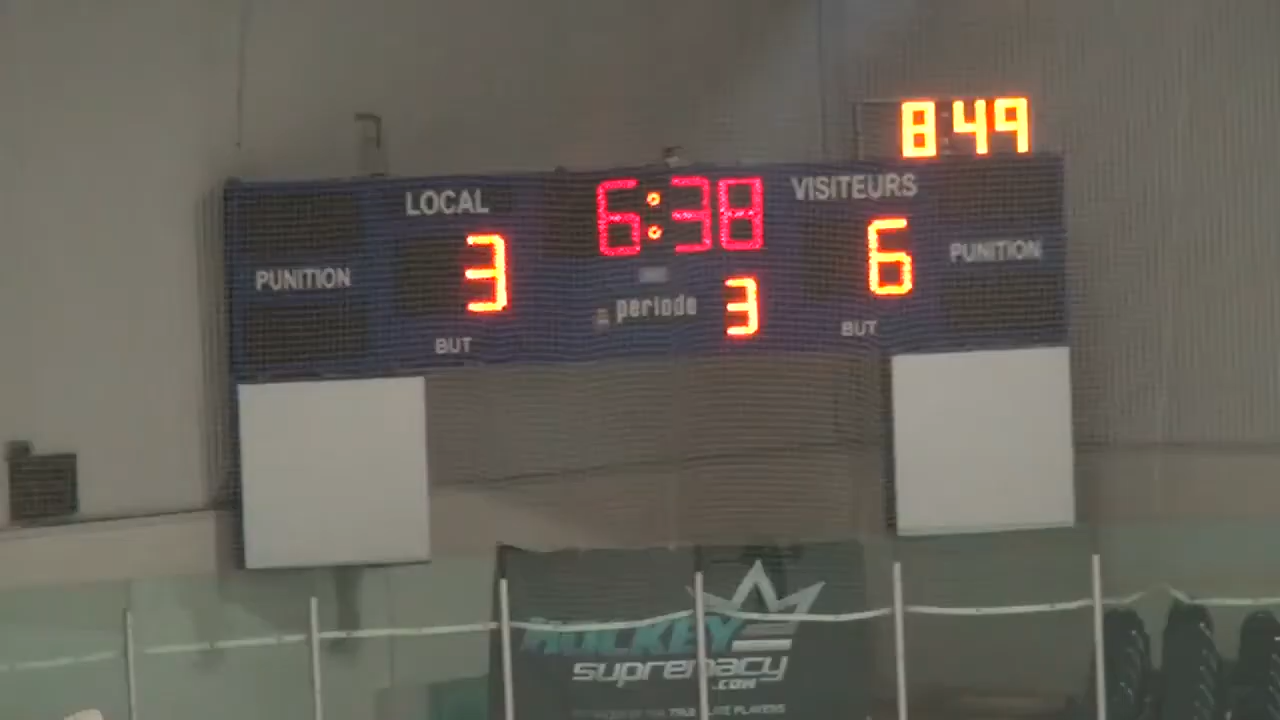 8:49
LOCAL
6:38
VISITEURS
PUNITION
3
6
PUNITION
periode
3
BUT
BUT
HOCKEY
supremacy
.COM